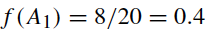 f(A₁) = 8/20 = 0.4